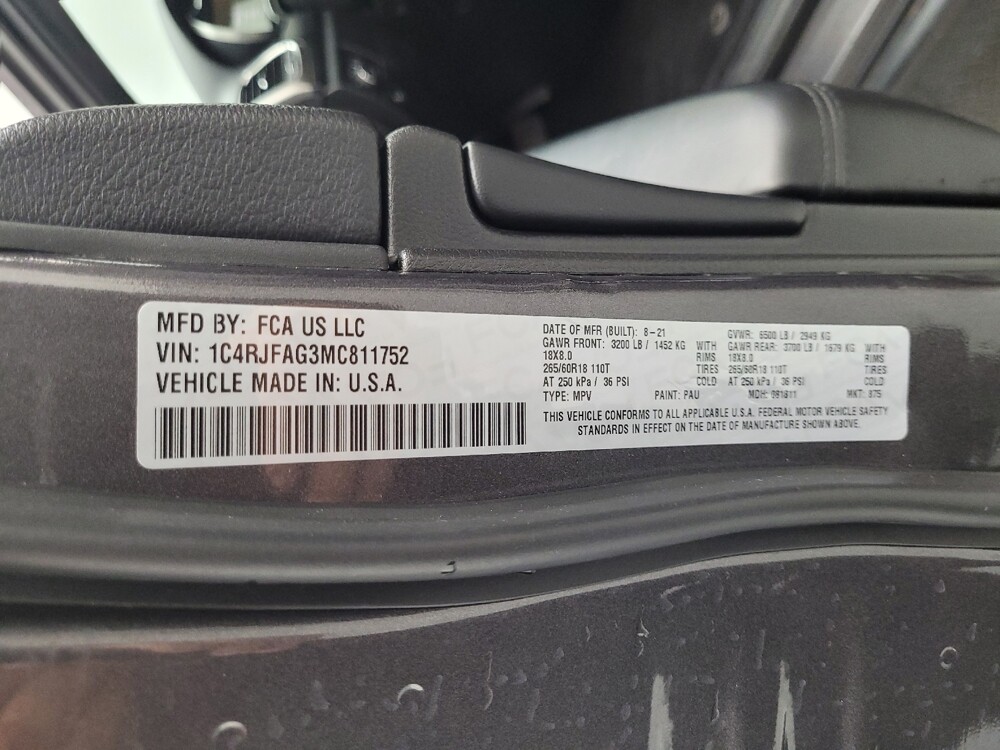 MFD BY: FCA US LLC
VIN: 1C4RJFAG3MC811752
VEHICLE MADE IN: U.S.A.
DATE OF MFR (BUILT): 8-21 GVWR: 6500 LB / 2949 KG
GAWR FRONT: 3200 LB / 1452 KG WITH GAWR REAR: 3700 LB / 1679 KG WITH
18X8.0 RIMS 18X8.0 RIMS
265/60R18 110T TIRES 265/60R18 110T TIRES
AT 250 kPa / 36 PSI COLD AT 250 kPa / 36 PSI COLD
TYPE: MPV PAINT: PAU MDH: 081811 MKT: 875
THIS VEHICLE CONFORMS TO ALL APPLICABLE U.S.A. FEDERAL MOTOR VEHICLE SAFETY
STANDARDS IN EFFECT ON THE DATE OF MANUFACTURE SHOWN ABOVE.